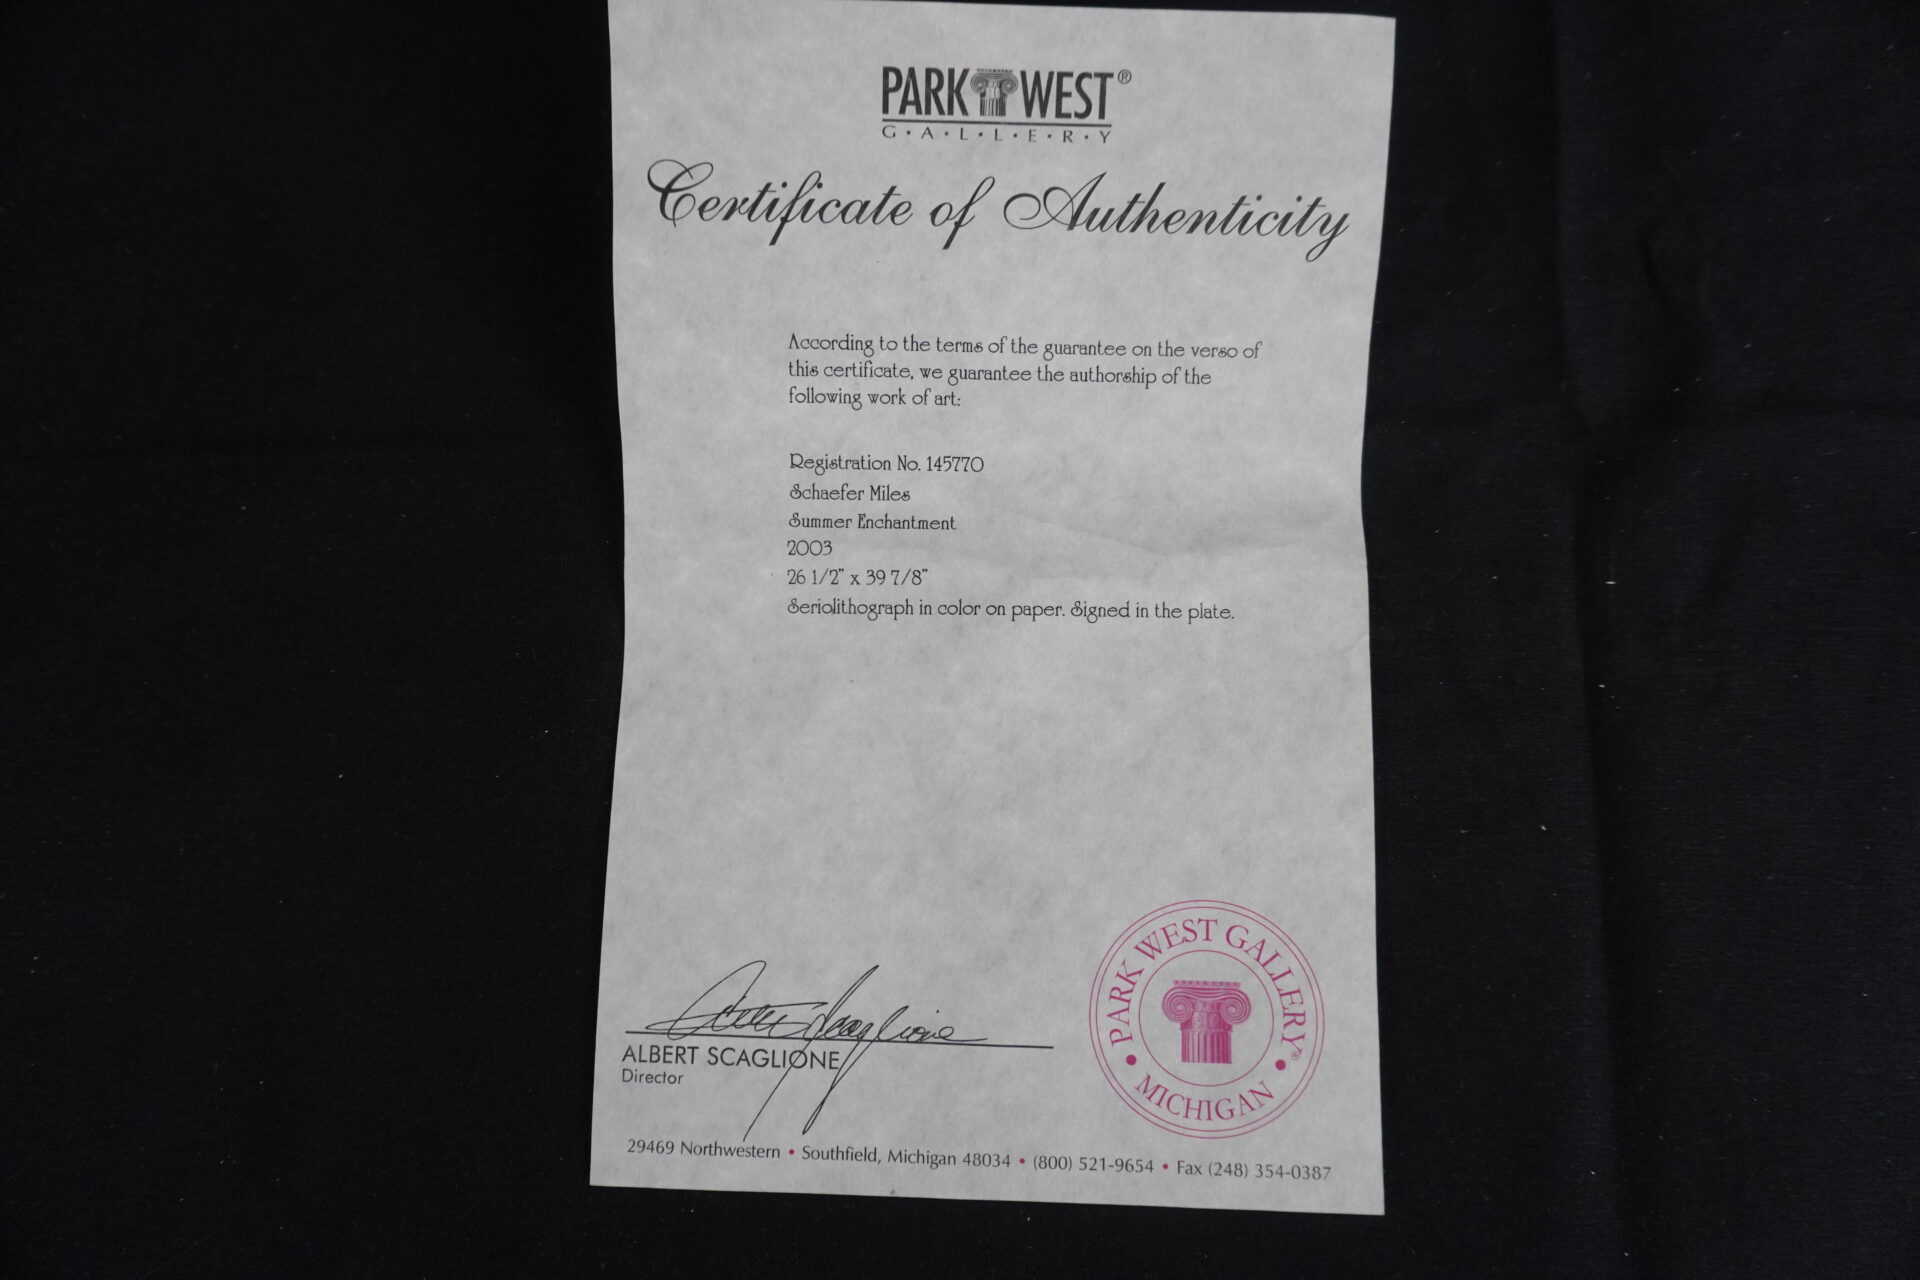 PARK WEST®
G·A·L·L·E·R·Y
Certificate of Authenticity
According to the terms of the guarantee on the verso of
this certificate, we guarantee the authorship of the
following work of art:
Registration No. 145770
Schaefer Miles
Summer Enchantment
2003
26 1/2" x 39 7/8"
Seriolithograph in color on paper. Signed in the plate.
Albert Scaglione
ALBERT SCAGLIONE
Director
PARK WEST GALLERY®
• MICHIGAN •
29469 Northwestern • Southfield, Michigan 48034 • (800) 521-9654 • Fax (248) 354-0387